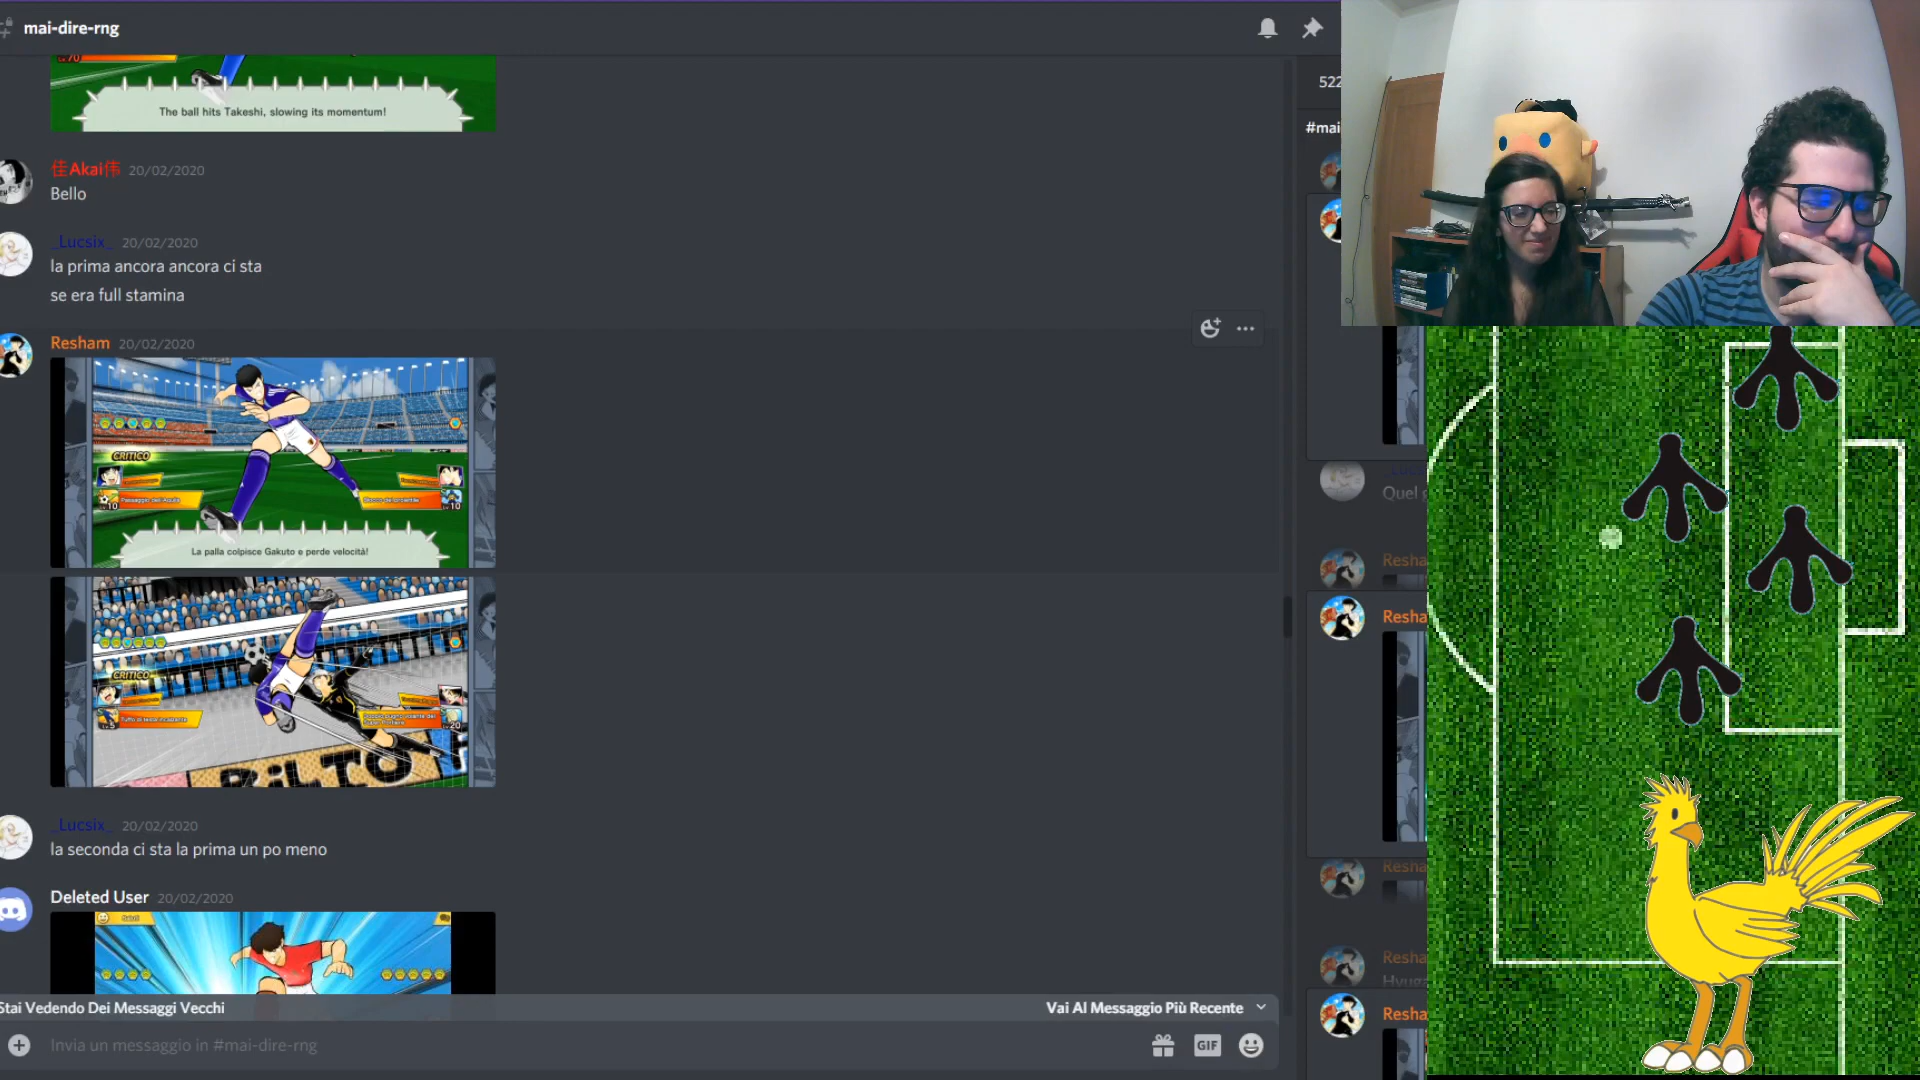 mai-dire-rng
The ball hits Takeshi, slowing its momentum!
佳Akai伟 20/02/2020
Bello
_Lucsix_ 20/02/2020
la prima ancora ancora ci sta
se era full stamina
Resham 20/02/2020
CRITICO
La palla colpisce Gakuto e perde velocità!
CRITICO
_Lucsix_ 20/02/2020
la seconda ci sta la prima un po meno
Deleted User 20/02/2020
Stai Vedendo Dei Messaggi Vecchi
Vai Al Messaggio Più Recente
Invia un messaggio in #mai-dire-rng
GIF
522
#mai
Quel
Resha
Resha
Resha
Resha
Resha